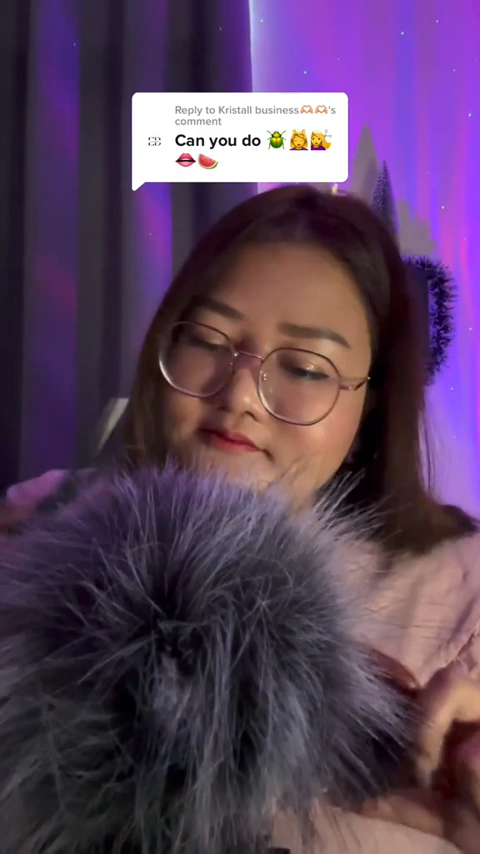 Reply to Kristall business🫶🏼🫶🏼's
comment
Can you do 🪲💆‍♀️💇‍♀️
👄🍉